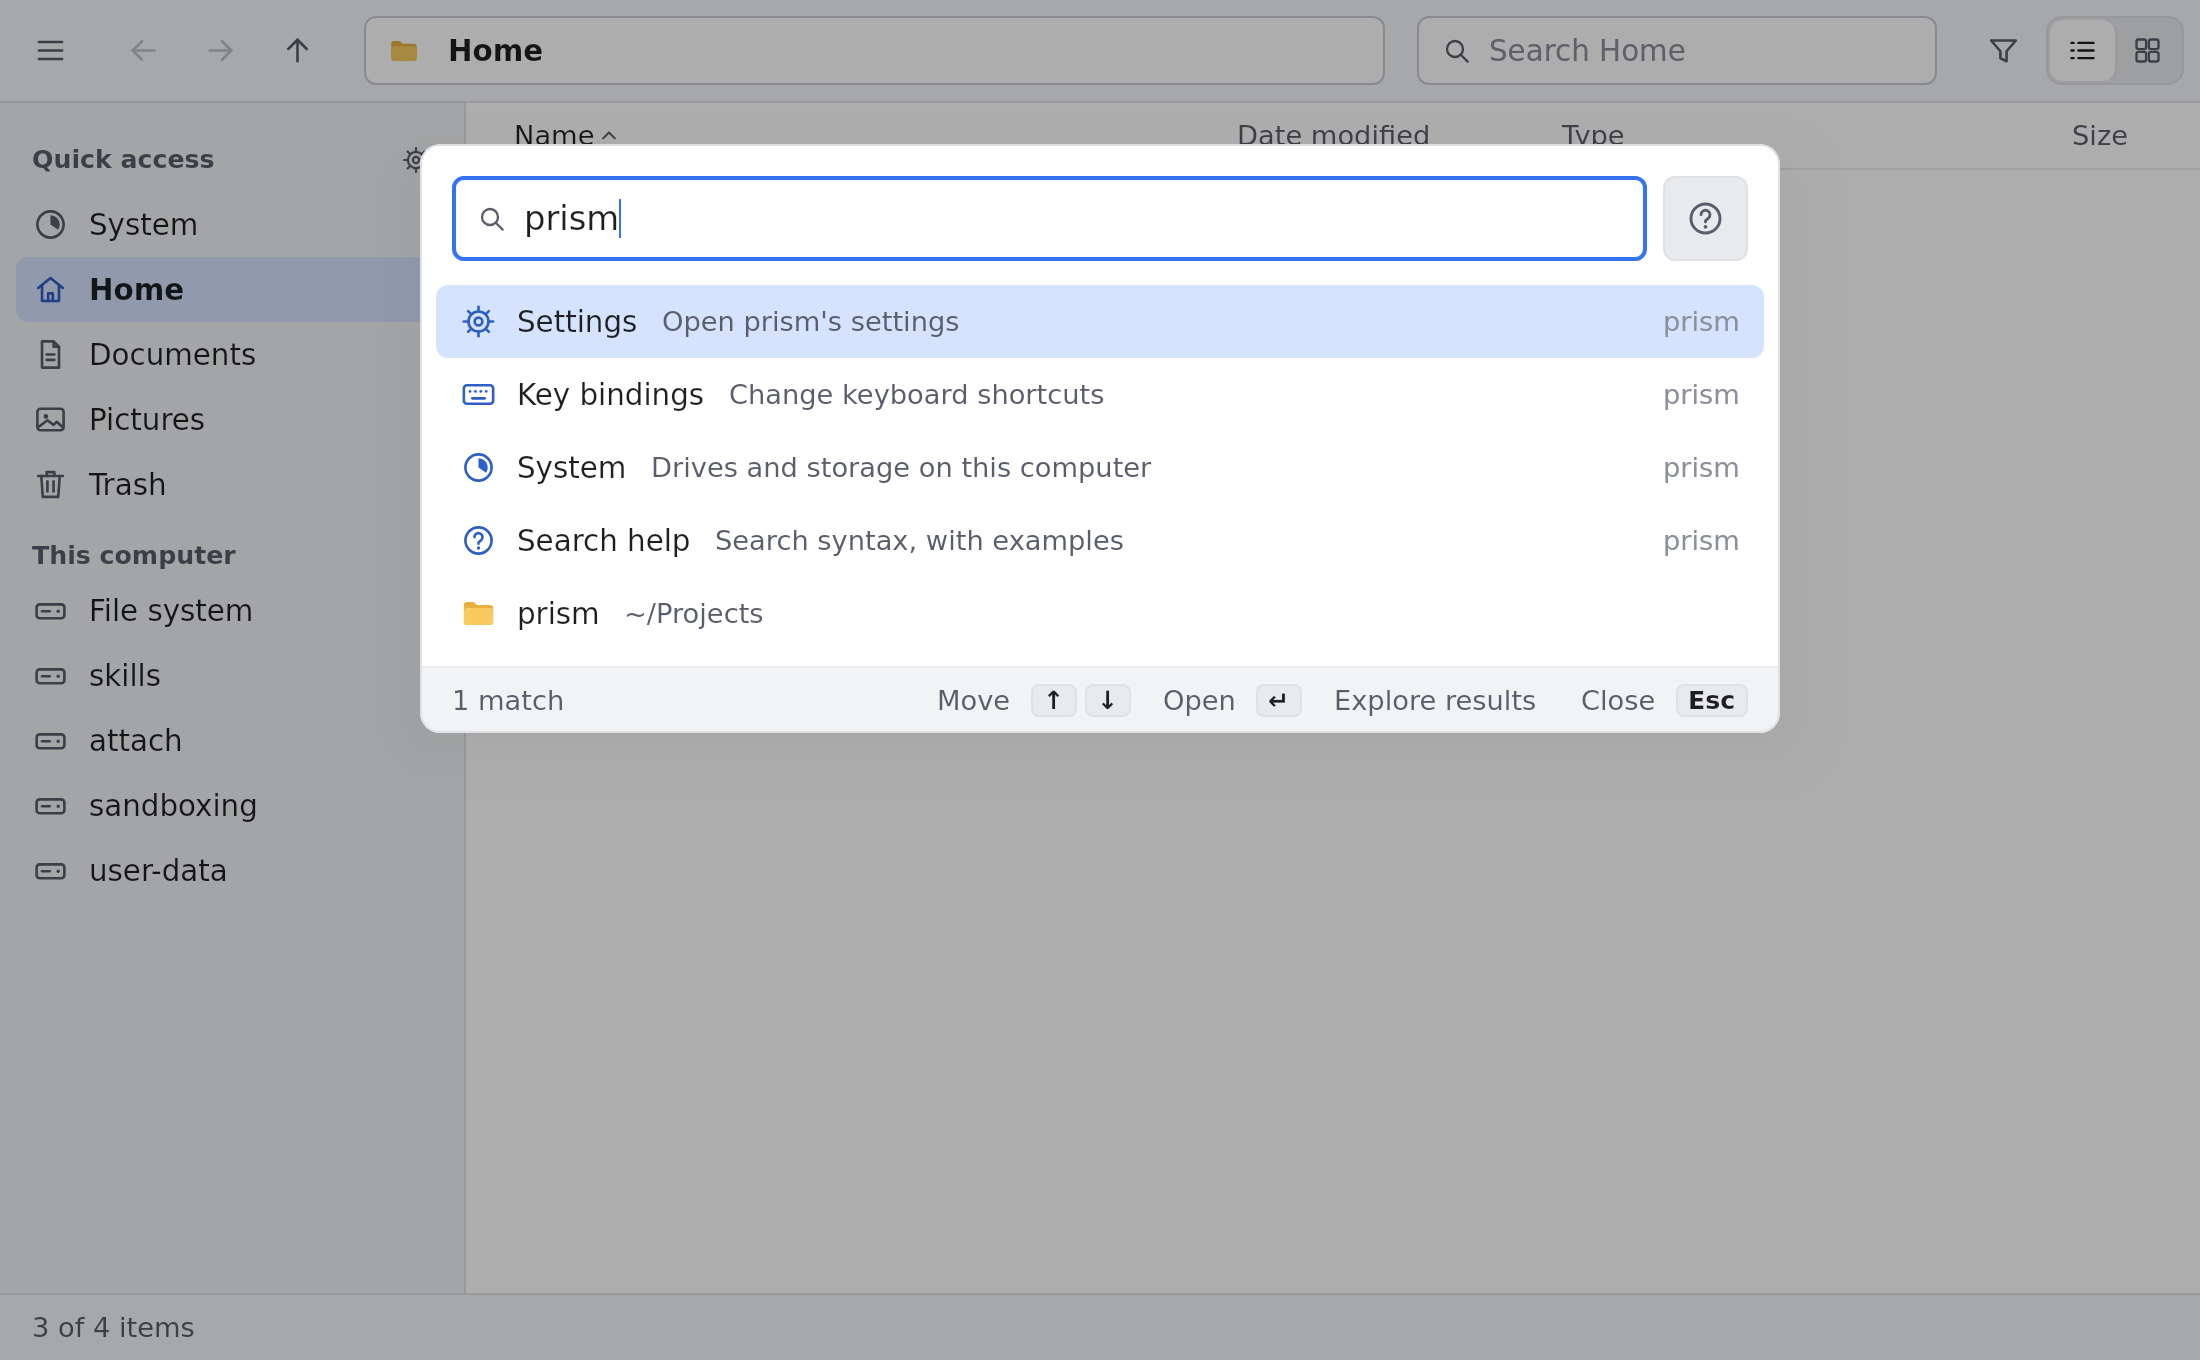 Home
Search Home
Name
Date modified
Type
Size
Quick access
System
Home
Documents
Pictures
Trash
This computer
File system
skills
attach
sandboxing
user-data
prism
Settings Open prism's settings prism
Key bindings Change keyboard shortcuts prism
System Drives and storage on this computer prism
Search help Search syntax, with examples prism
prism ~/Projects
1 match Move ↑ ↓ Open ↵ Explore results Close Esc
3 of 4 items